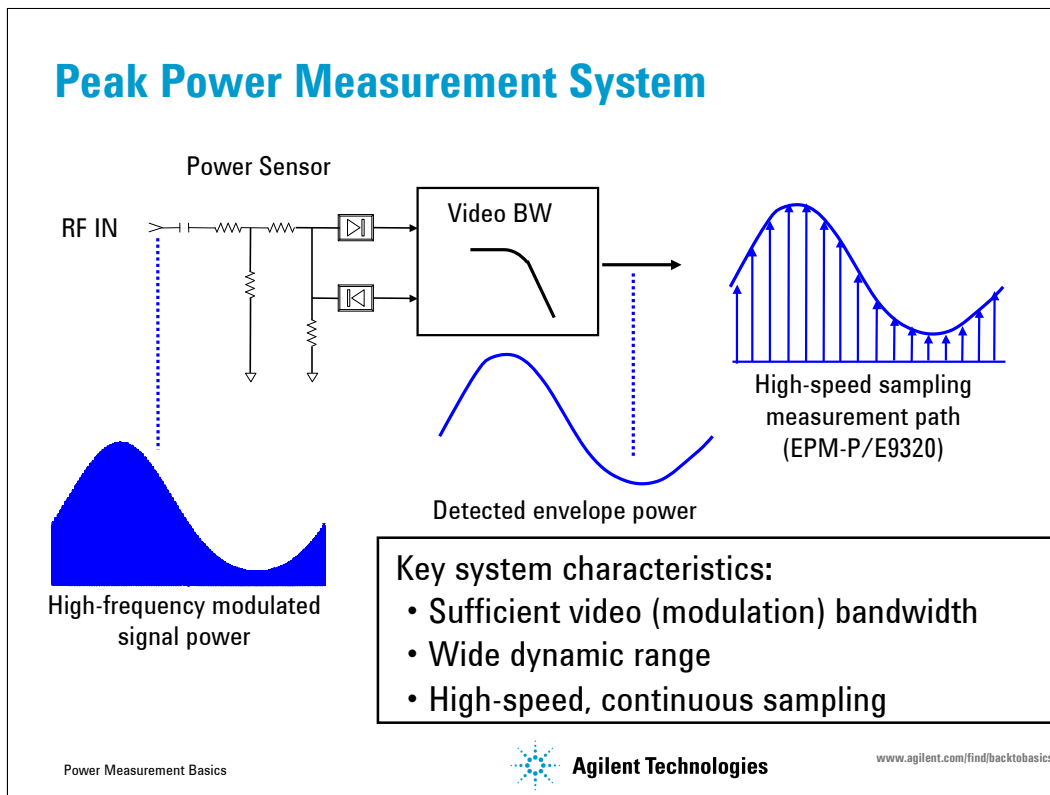 Peak Power Measurement System
Power Sensor
RF IN
Video BW
High-speed sampling
measurement path
(EPM-P/E9320)
Detected envelope power
High-frequency modulated
signal power
Key system characteristics:
• Sufficient video (modulation) bandwidth
• Wide dynamic range
• High-speed, continuous sampling
Power Measurement Basics
Agilent Technologies
www.agilent.com/find/backtobasics